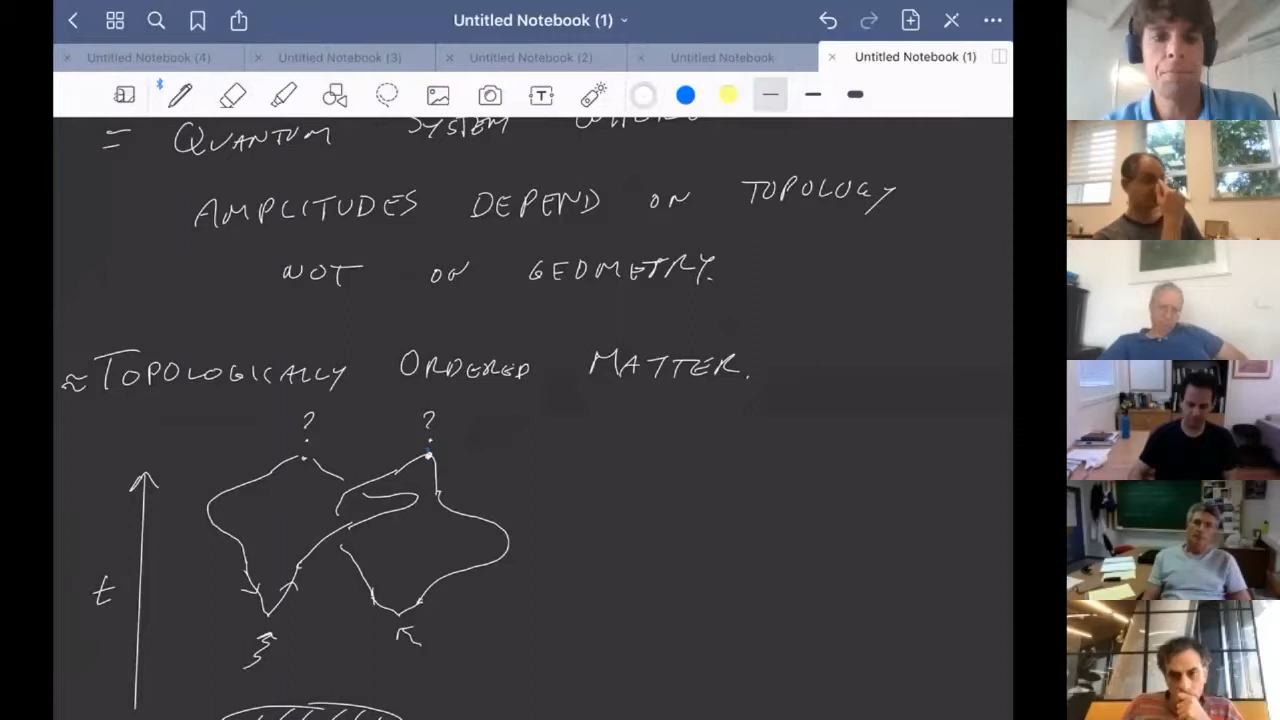 Untitled Notebook (1)
Untitled Notebook (4) Untitled Notebook (3) Untitled Notebook (2) Untitled Notebook Untitled Notebook (1)
= QUANTUM SYSTEM
AMPLITUDES DEPEND ON TOPOLOGY
NOT ON GEOMETRY.
≈ TOPOLOGICALLY ORDERED MATTER.
? ?
t